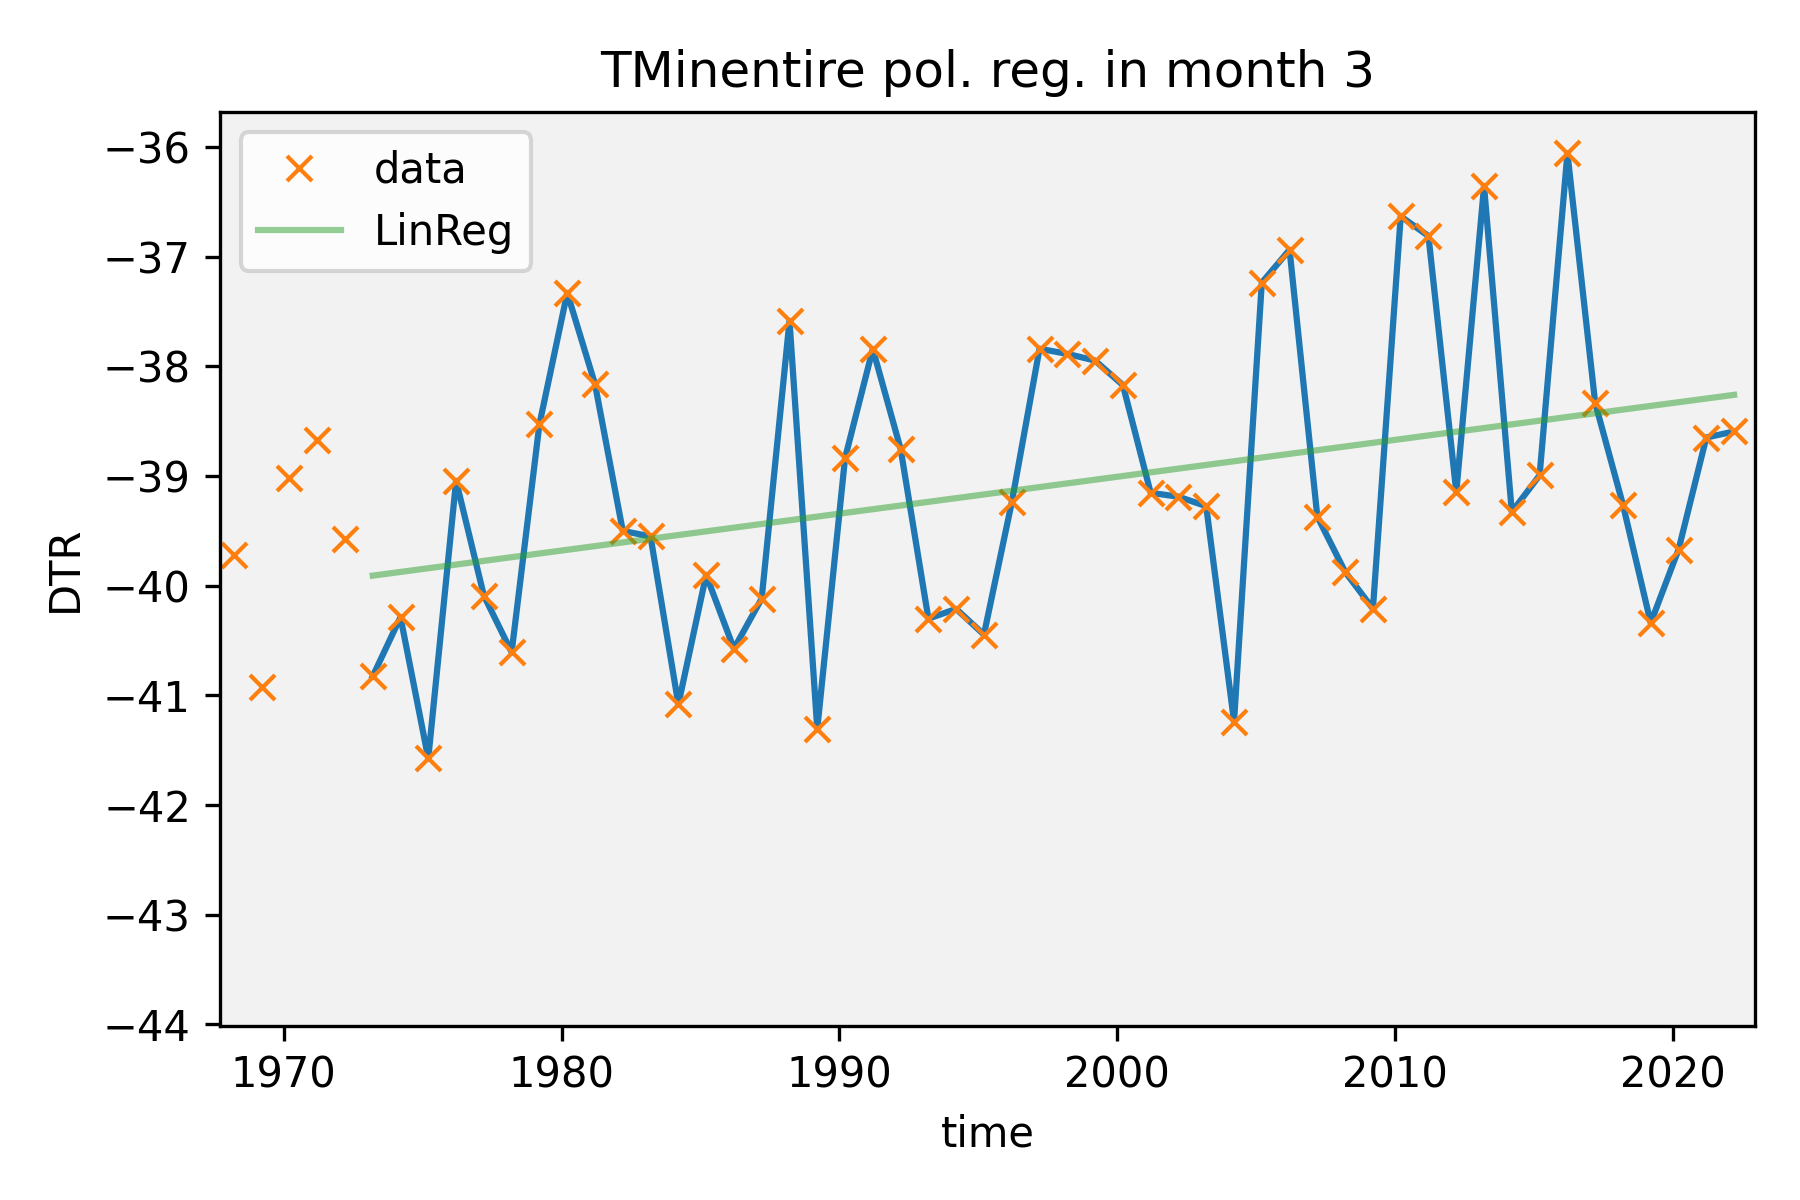 TMinentire pol. reg. in month 3
data
LinReg
−36
−37
−38
−39
−40
−41
−42
−43
−44
DTR
1970 1980 1990 2000 2010 2020
time